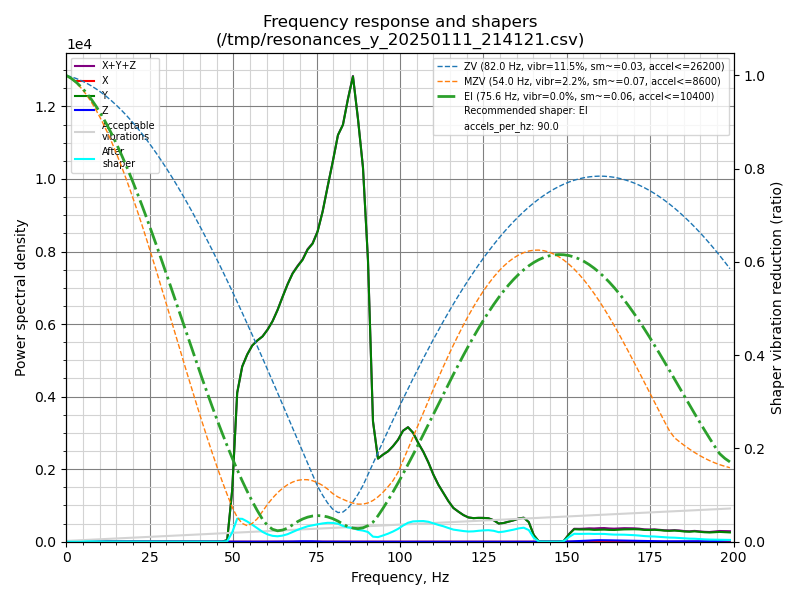 Frequency response and shapers
(/tmp/resonances_y_20250111_214121.csv)
1e4
X+Y+Z
X
Y
Z
Acceptable
vibrations
After
shaper
ZV (82.0 Hz, vibr=11.5%, sm~=0.03, accel<=26200)
MZV (54.0 Hz, vibr=2.2%, sm~=0.07, accel<=8600)
EI (75.6 Hz, vibr=0.0%, sm~=0.06, accel<=10400)
Recommended shaper: EI
accels_per_hz: 90.0
Power spectral density
1.2
1.0
0.8
0.6
0.4
0.2
0.0
1.0
0.8
0.6
0.4
0.2
0.0
Shaper vibration reduction (ratio)
0 25 50 75 100 125 150 175 200
Frequency, Hz